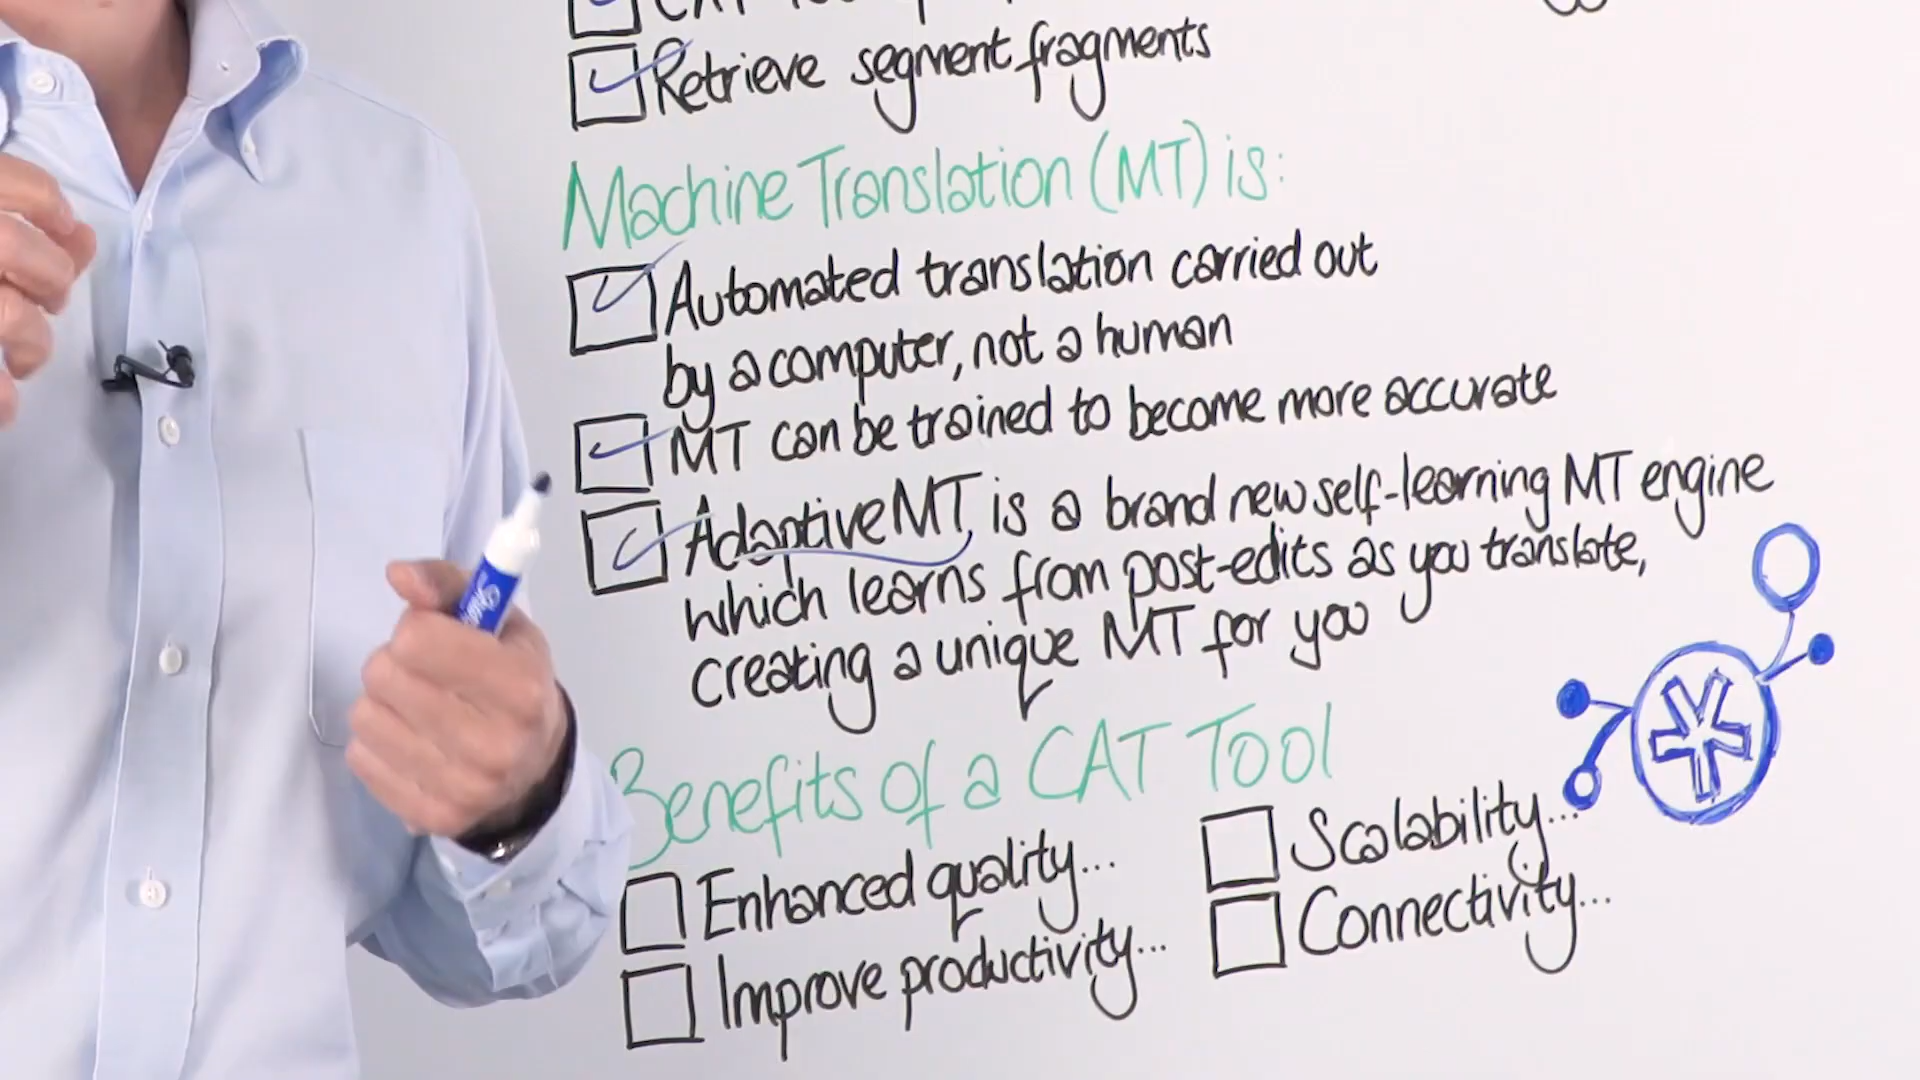 CAT
Retrieve segment fragments
Machine Translation (MT) is:
Automated translation carried out
by a computer, not a human
MT can be trained to become more accurate
AdaptiveMT is a brand new self-learning MT engine
which learns from post-edits as you translate,
creating a unique MT for you
Benefits of a CAT Tool
Enhanced quality...
Improve productivity...
Scalability...
Connectivity...